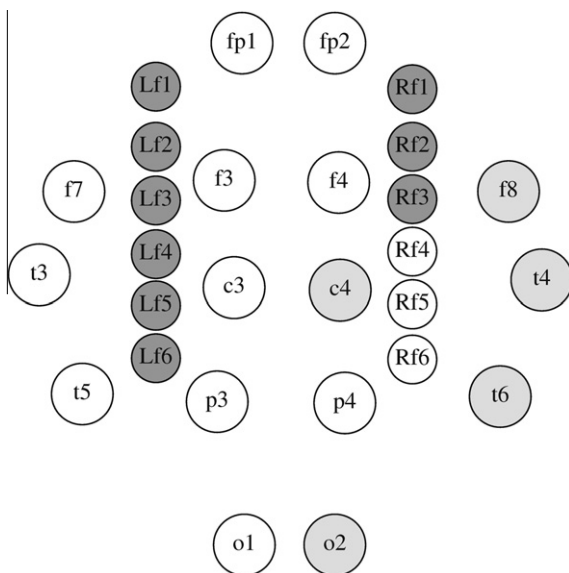 fp1 fp2
Lf1 Rf1
Lf2 Rf2
f7 Lf3 f3 f4 Rf3 f8
t3 Lf4 c3 c4 Rf4 t4
Lf5 Rf5
Lf6 Rf6
t5 p3 p4 t6
o1 o2